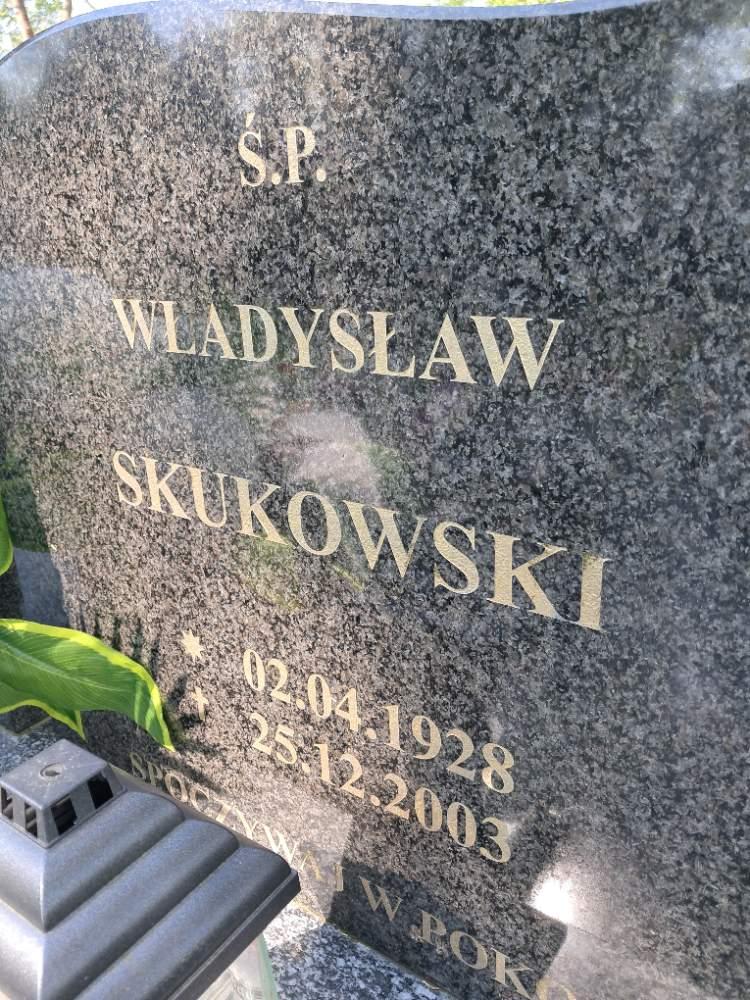 Ś.P.
WŁADYSŁAW
SKUKOWSKI
* 02.04.1928
† 25.12.2003
SPOCZYWAJ W POKO